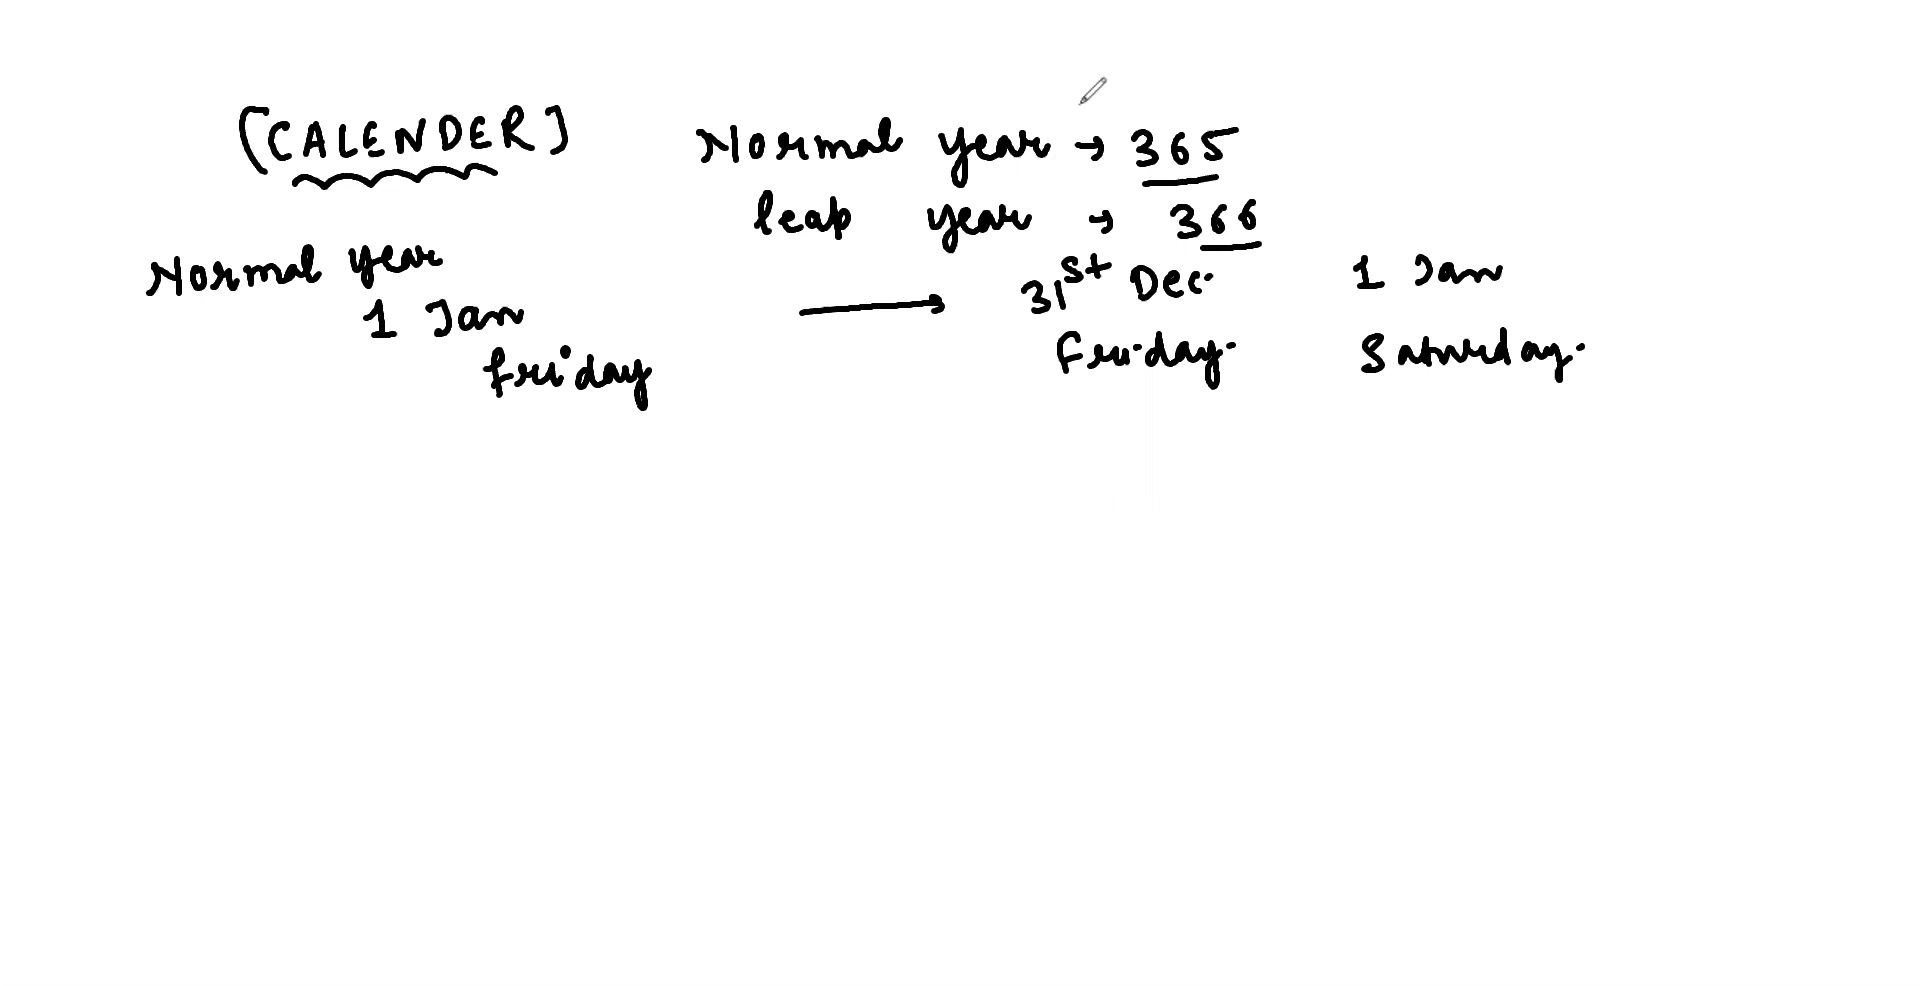 [CALENDER]
Normal year → 365
leap year → 366
Normal year
1 Jan → 31st Dec. 1 Jan
friday Friday. Saturday.